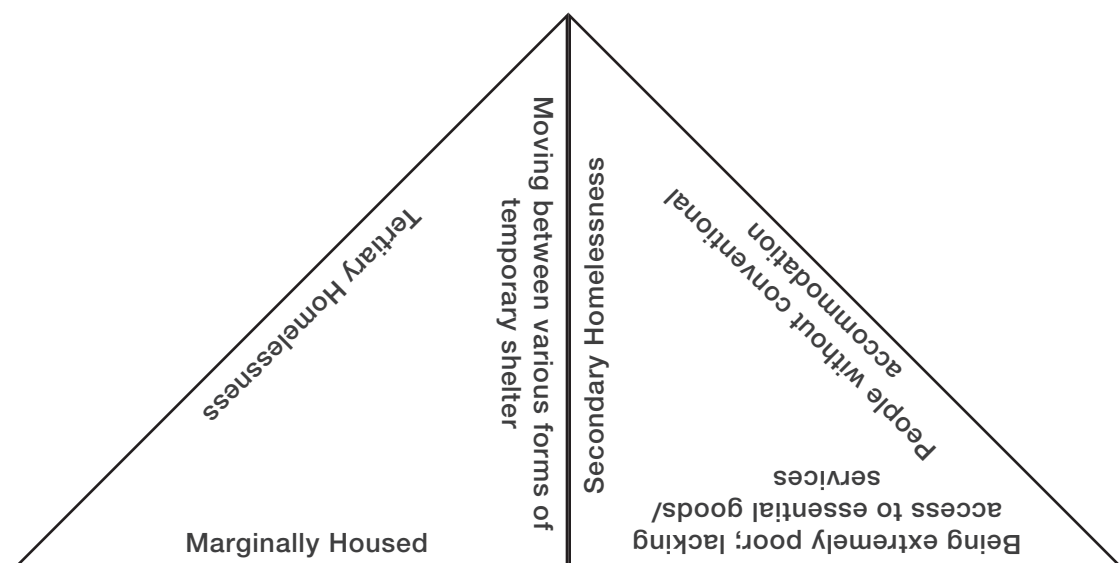 Tertiary Homelessness
Moving between various forms of
temporary shelter
Marginally Housed
Secondary Homelessness
People without conventional
accommodation
Being extremely poor; lacking
access to essential goods/
services